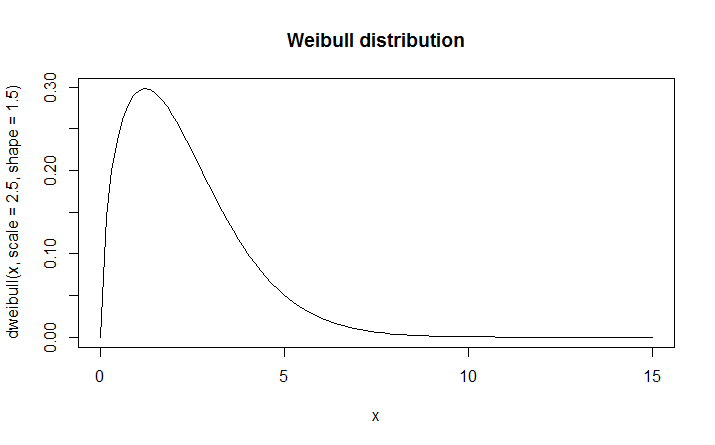 Weibull distribution
dweibull(x, scale = 2.5, shape = 1.5)
0.30
0.20
0.10
0.00
0 5 10 15
x